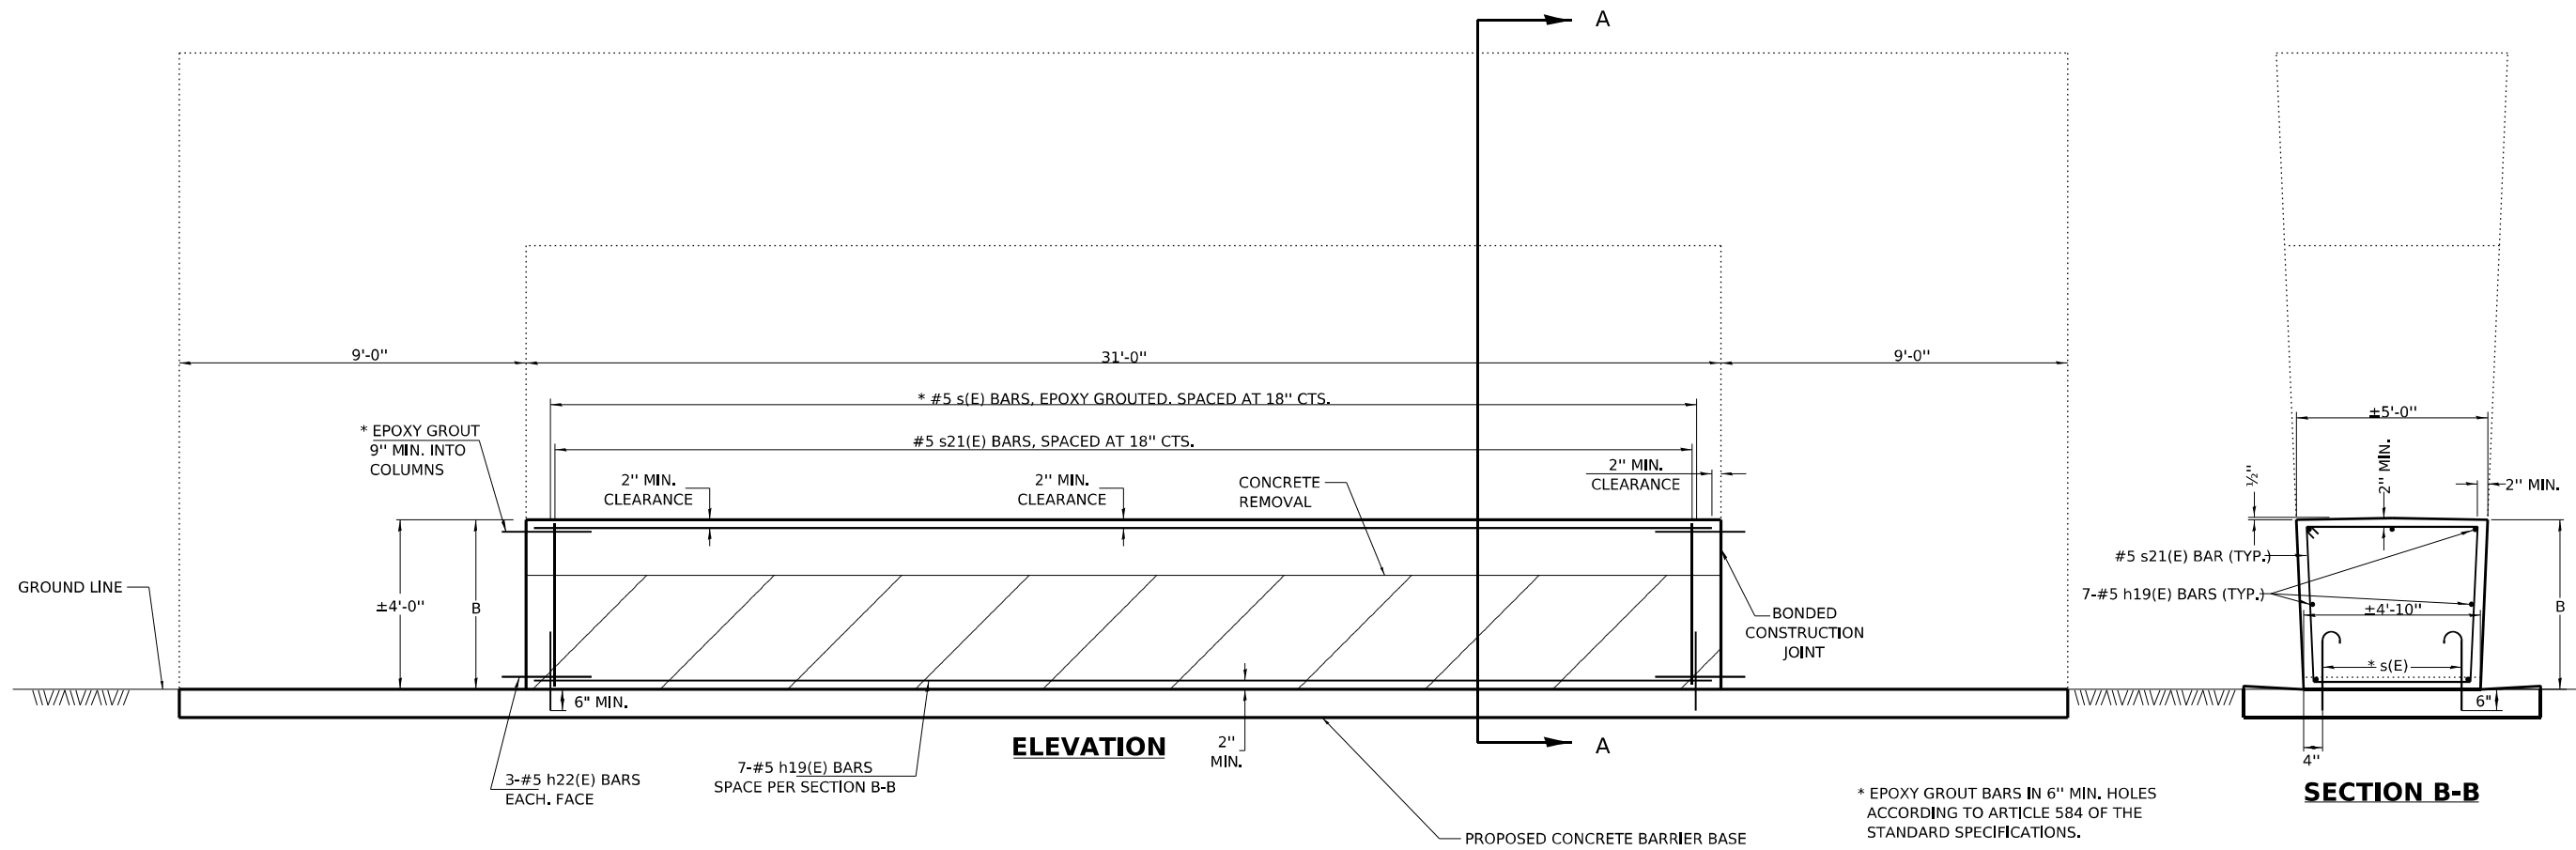 A
9'-0"
31'-0"
9'-0"
* #5 s(E) BARS, EPOXY GROUTED. SPACED AT 18" CTS.
* EPOXY GROUT
9" MIN. INTO
COLUMNS
#5 s21(E) BARS, SPACED AT 18" CTS.
2" MIN.
CLEARANCE
2" MIN.
CLEARANCE
CONCRETE
REMOVAL
2" MIN.
CLEARANCE
GROUND LINE
±4'-0"
B
BONDED
CONSTRUCTION
JOINT
6" MIN.
2"
MIN.
A
ELEVATION
3-#5 h22(E) BARS
EACH. FACE
7-#5 h19(E) BARS
SPACE PER SECTION B-B
PROPOSED CONCRETE BARRIER BASE
* EPOXY GROUT BARS IN 6" MIN. HOLES
ACCORDING TO ARTICLE 584 OF THE
STANDARD SPECIFICATIONS.
±5'-0"
½"
2" MIN.
2" MIN.
#5 s21(E) BAR (TYP.)
7-#5 h19(E) BARS (TYP.)
±4'-10"
B
* s(E)
6"
4"
SECTION B-B